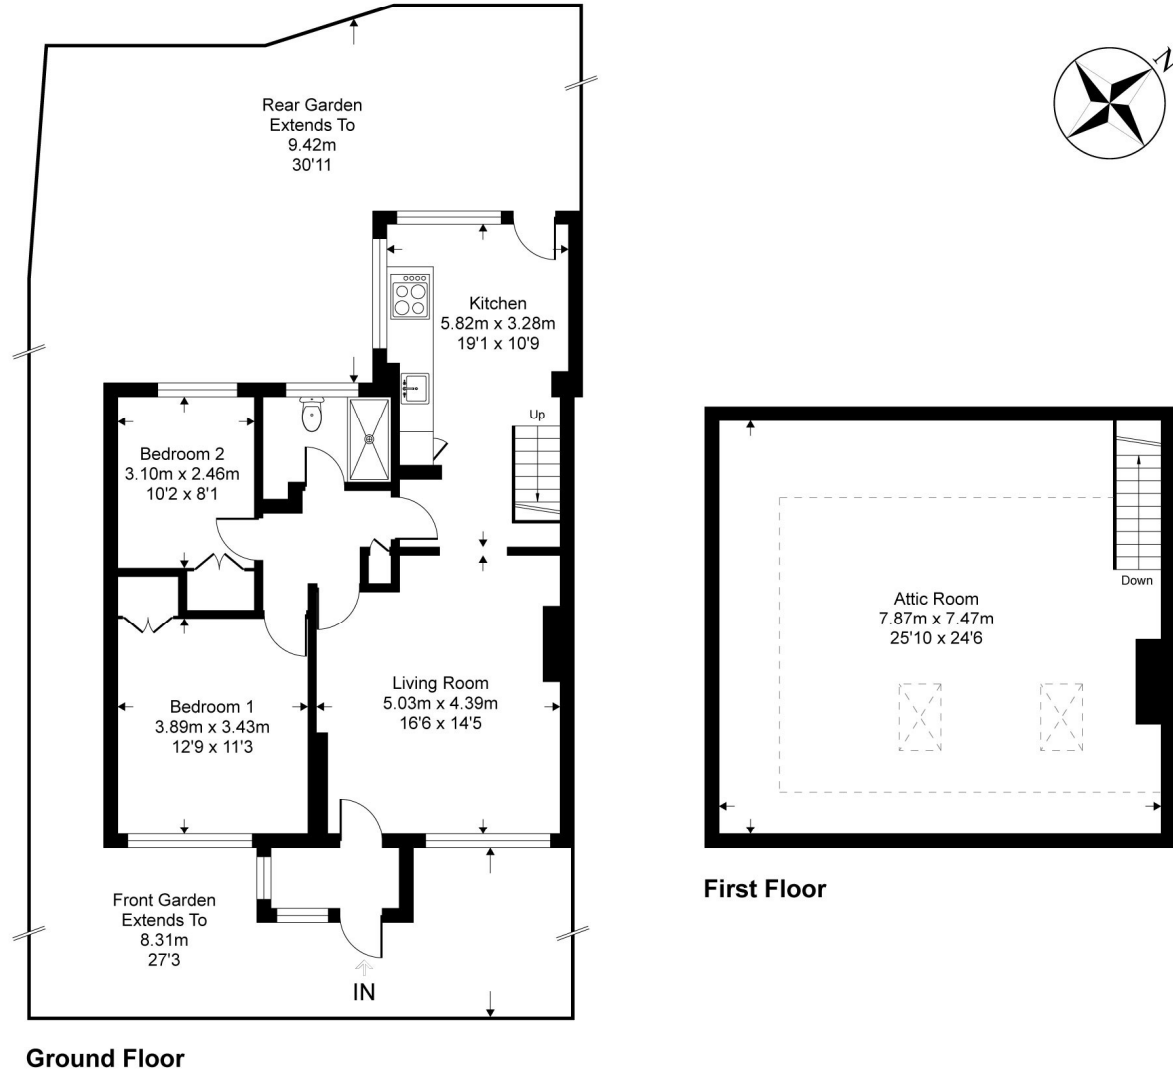 N
Rear Garden
Extends To
9.42m
30'11
Kitchen
5.82m x 3.28m
19'1 x 10'9
Up
Bedroom 2
3.10m x 2.46m
10'2 x 8'1
Living Room
5.03m x 4.39m
16'6 x 14'5
Bedroom 1
3.89m x 3.43m
12'9 x 11'3
Front Garden
Extends To
8.31m
27'3
IN
Ground Floor
Down
Attic Room
7.87m x 7.47m
25'10 x 24'6
First Floor